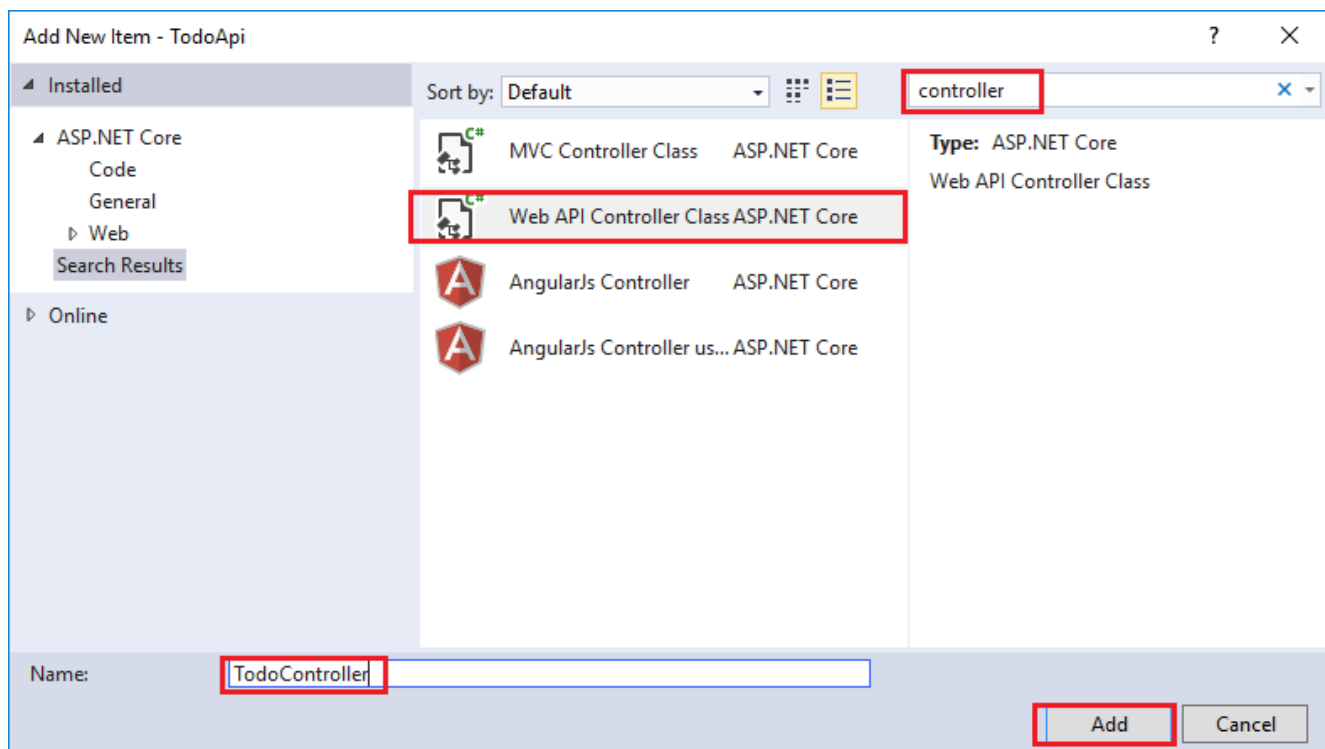 Add New Item - TodoApi
?
Installed
Sort by: Default
controller
ASP.NET Core
Code
General
Web
Search Results
Online
C#
MVC Controller Class ASP.NET Core
C#
Web API Controller Class ASP.NET Core
AngularJs Controller ASP.NET Core
AngularJs Controller us... ASP.NET Core
Type: ASP.NET Core
Web API Controller Class
Name: TodoController
Add Cancel